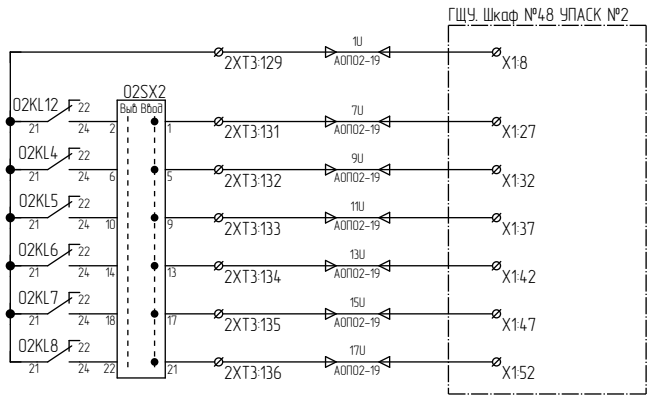 ГЩУ. Шкаф №48 УПАСК №2
2XT3:129
1U
АОП02-19
X1:8
02SX2
Выв Ввод
02KL12
22
21
24
2
1
2XT3:131
7U
АОП02-19
X1:27
02KL4
22
21
24
6
5
2XT3:132
9U
АОП02-19
X1:32
02KL5
22
21
24
10
9
2XT3:133
11U
АОП02-19
X1:37
02KL6
22
21
24
14
13
2XT3:134
13U
АОП02-19
X1:42
02KL7
22
21
24
18
17
2XT3:135
15U
АОП02-19
X1:47
02KL8
22
21
24
22
21
2XT3:136
17U
АОП02-19
X1:52